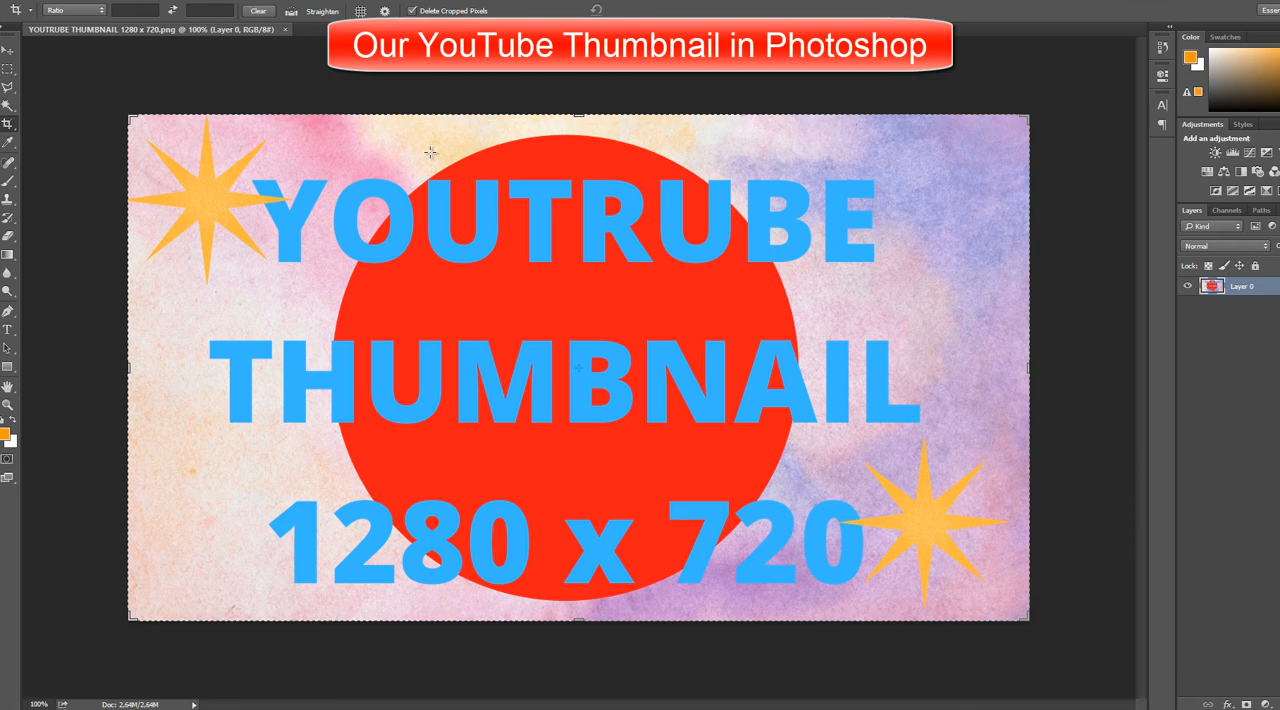 Ratio
Clear
Straighten
Delete Cropped Pixels
YOUTRUBE THUMBNAIL 1280 x 720.png @ 100% (Layer 0, RGB/8#) ×
Our YouTube Thumbnail in Photoshop
YOUTRUBE
THUMBNAIL
1280 x 720
Color Swatches
Adjustments Styles
Add an adjustment
Layers Channels Paths
Kind
Normal
Lock:
Layer 0
100%
Doc: 2.64M/2.64M